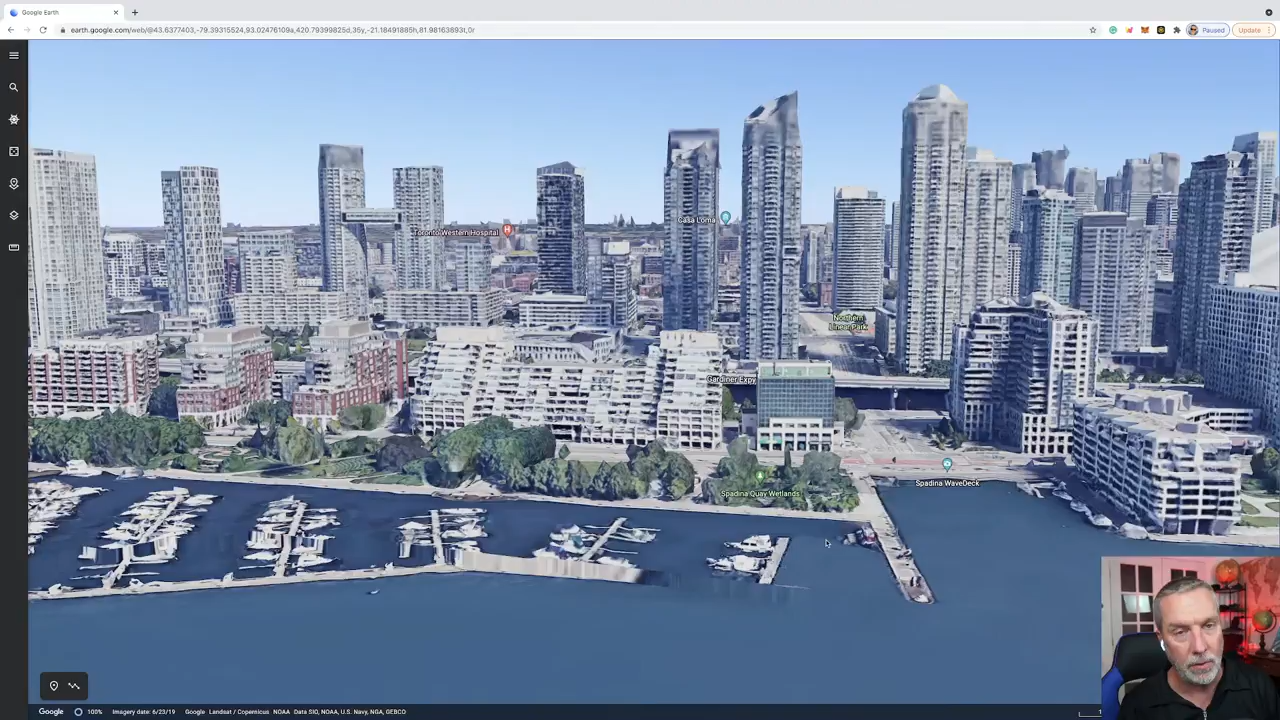 Google Earth
earth.google.com/web/@43.6377403,-79.39315524,93.02476109a,420.79399825d,35y,-21.18491885h,81.98163893t,0r
Paused
Update
Toronto Western Hospital
H
Casa Loma
Northern
Linear Park
Gardiner Expy
Spadina WaveDeck
Spadina Quay Wetlands
Google
100%
Imagery date: 6/23/19
Google
Landsat / Copernicus
NOAA
Data SIO, NOAA, U.S. Navy, NGA, GEBCO